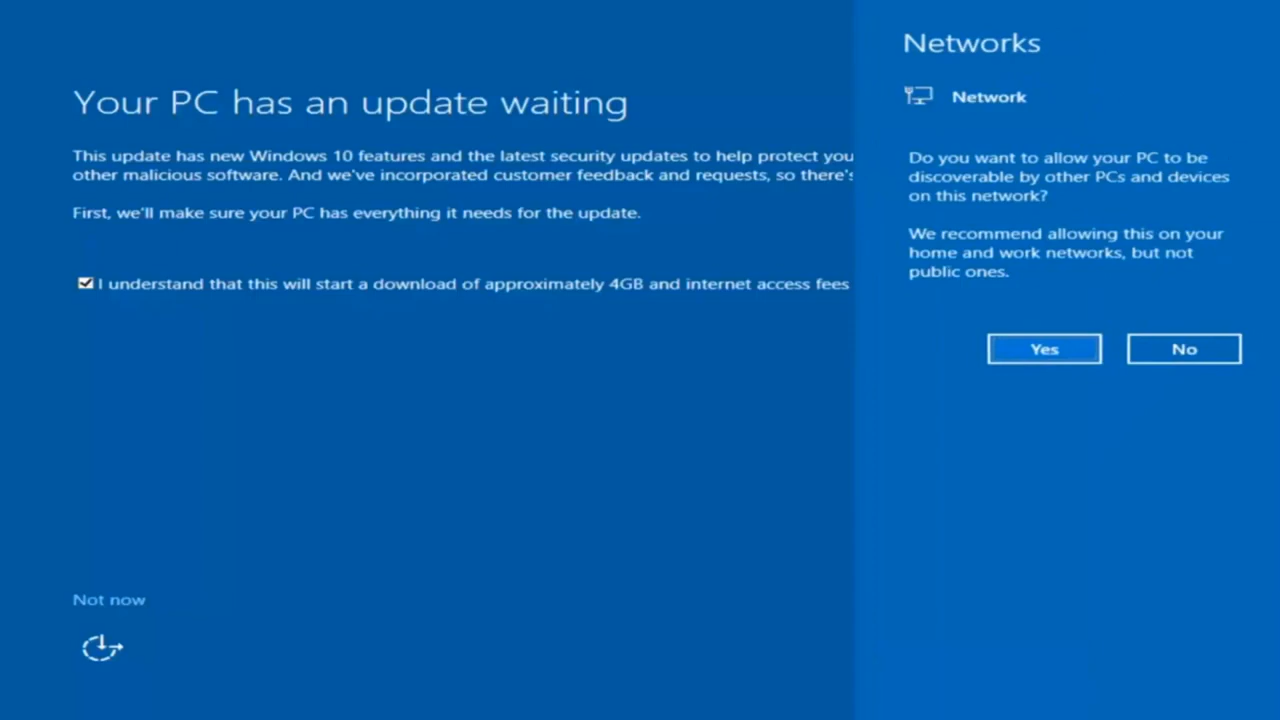 Your PC has an update waiting
This update has new Windows 10 features and the latest security updates to help protect you
other malicious software. And we've incorporated customer feedback and requests, so there's
First, we'll make sure your PC has everything it needs for the update.
I understand that this will start a download of approximately 4GB and internet access fees
Not now
Networks
Network
Do you want to allow your PC to be
discoverable by other PCs and devices
on this network?
We recommend allowing this on your
home and work networks, but not
public ones.
Yes
No